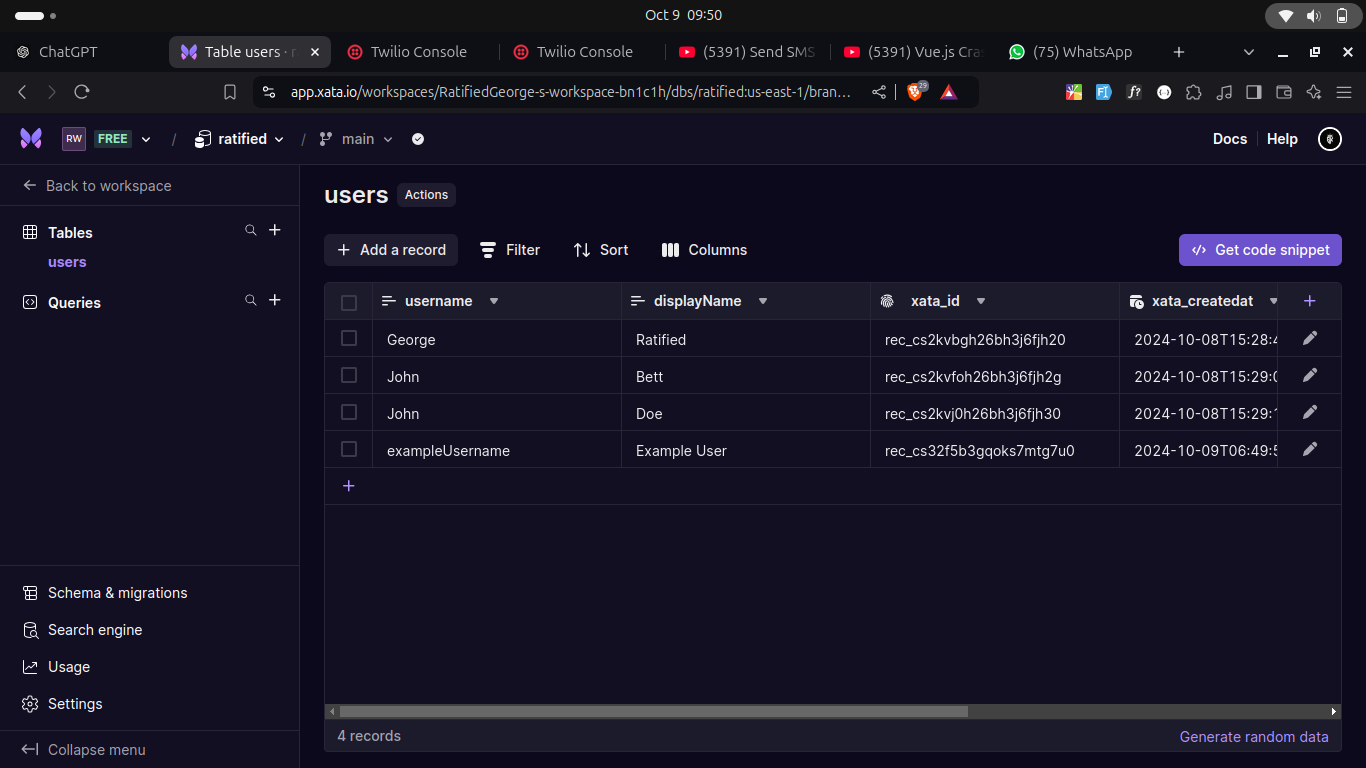 Oct 9 09:50
ChatGPT
Table users · r
Twilio Console
Twilio Console
(5391) Send SMS
(5391) Vue.js Cra
(75) WhatsApp
app.xata.io/workspaces/RatifiedGeorge-s-workspace-bn1c1h/dbs/ratified:us-east-1/bran…
29
RW FREE / ratified / main
Docs Help
Back to workspace
Tables
users
Queries
Schema & migrations
Search engine
Usage
Settings
Collapse menu
users Actions
Add a record Filter Sort Columns Get code snippet
username displayName xata_id xata_createdat
George Ratified rec_cs2kvbgh26bh3j6fjh20 2024-10-08T15:28:4
John Bett rec_cs2kvfoh26bh3j6fjh2g 2024-10-08T15:29:0
John Doe rec_cs2kvj0h26bh3j6fjh30 2024-10-08T15:29:1
exampleUsername Example User rec_cs32f5b3gqoks7mtg7u0 2024-10-09T06:49:5
4 records Generate random data